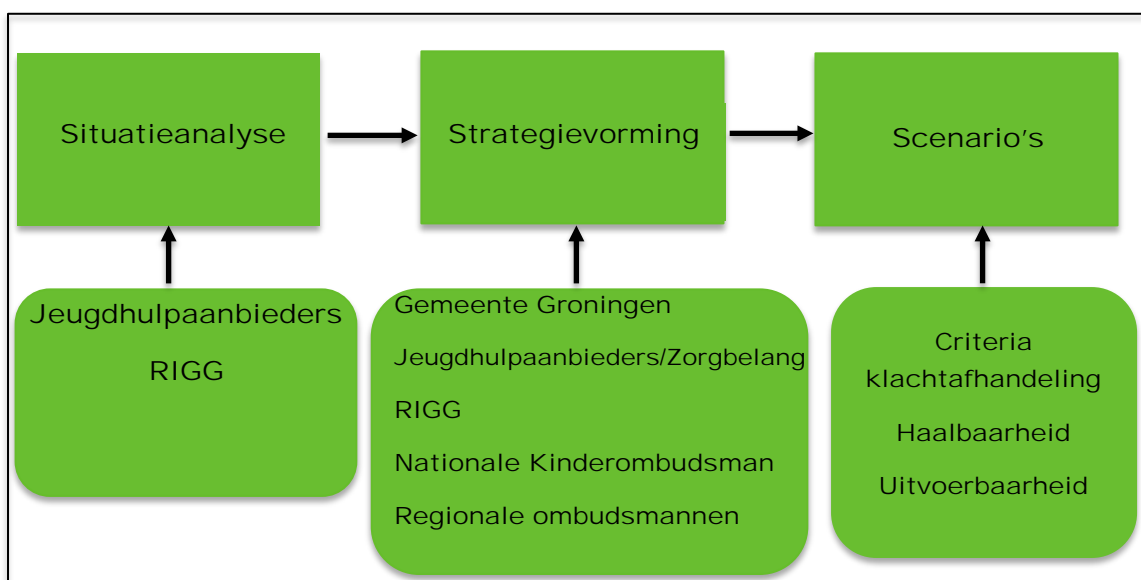 Situatieanalyse
Strategievorming
Scenario's
Jeugdhulpaanbieders
RIGG
Gemeente Groningen
Jeugdhulpaanbieders/Zorgbelang
RIGG
Nationale Kinderombudsman
Regionale ombudsmannen
Criteria
klachtafhandeling
Haalbaarheid
Uitvoerbaarheid